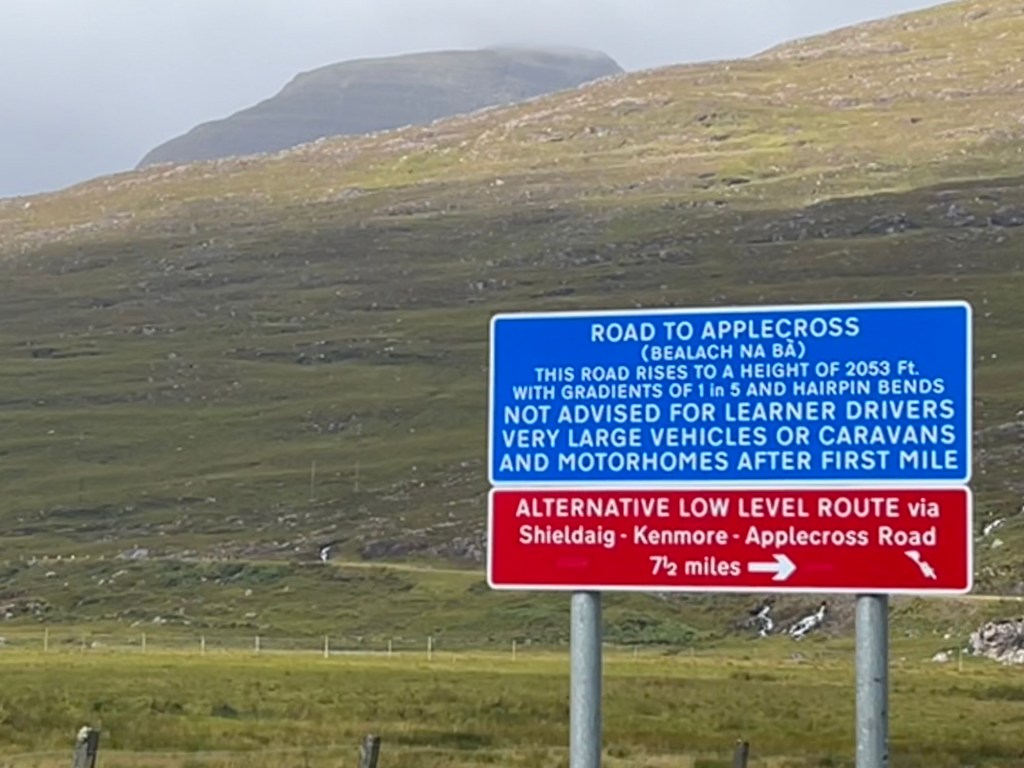 ROAD TO APPLECROSS
(BEALACH NA BÃ)
THIS ROAD RISES TO A HEIGHT OF 2053 Ft.
WITH GRADIENTS OF 1 in 5 AND HAIRPIN BENDS
NOT ADVISED FOR LEARNER DRIVERS
VERY LARGE VEHICLES OR CARAVANS
AND MOTORHOMES AFTER FIRST MILE
ALTERNATIVE LOW LEVEL ROUTE via
Shieldaig - Kenmore - Applecross Road
7½ miles